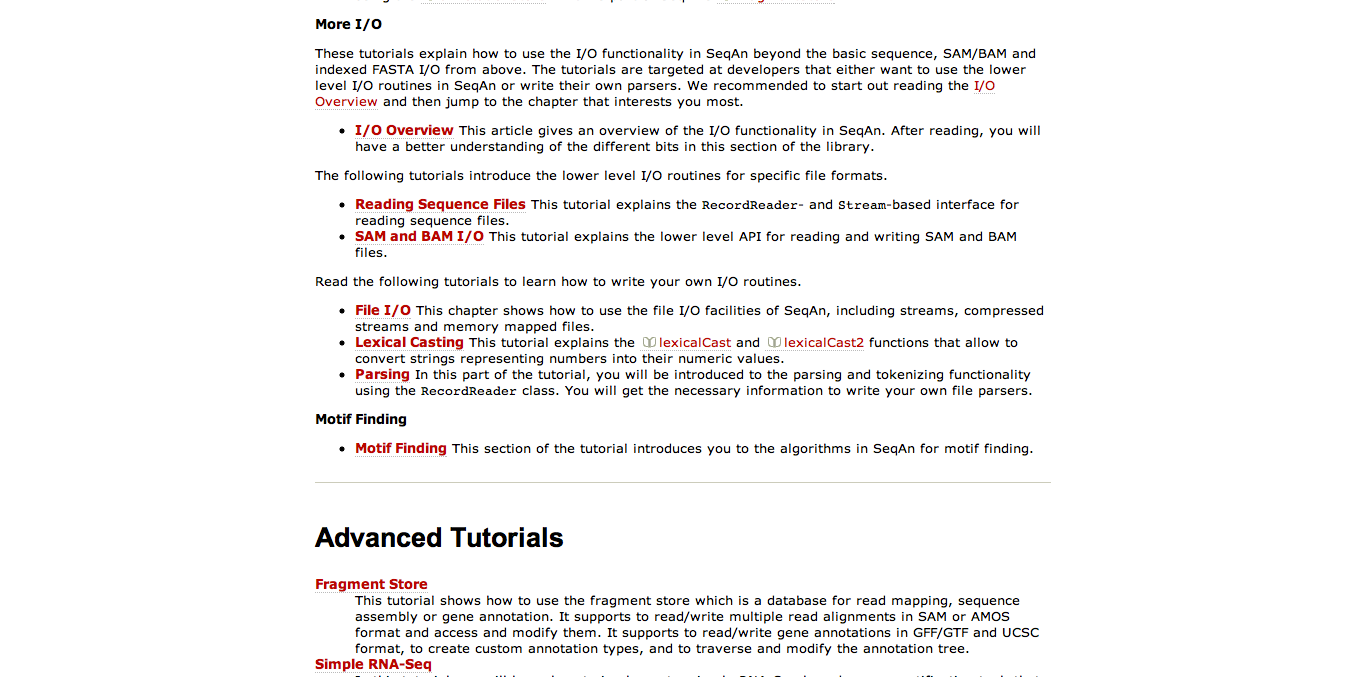 More I/O
These tutorials explain how to use the I/O functionality in SeqAn beyond the basic sequence, SAM/BAM and
indexed FASTA I/O from above. The tutorials are targeted at developers that either want to use the lower
level I/O routines in SeqAn or write their own parsers. We recommended to start out reading the I/O
Overview and then jump to the chapter that interests you most.
• I/O Overview This article gives an overview of the I/O functionality in SeqAn. After reading, you will
have a better understanding of the different bits in this section of the library.
The following tutorials introduce the lower level I/O routines for specific file formats.
• Reading Sequence Files This tutorial explains the RecordReader- and Stream-based interface for
reading sequence files.
• SAM and BAM I/O This tutorial explains the lower level API for reading and writing SAM and BAM
files.
Read the following tutorials to learn how to write your own I/O routines.
• File I/O This chapter shows how to use the file I/O facilities of SeqAn, including streams, compressed
streams and memory mapped files.
• Lexical Casting This tutorial explains the lexicalCast and lexicalCast2 functions that allow to
convert strings representing numbers into their numeric values.
• Parsing In this part of the tutorial, you will be introduced to the parsing and tokenizing functionality
using the RecordReader class. You will get the necessary information to write your own file parsers.
Motif Finding
• Motif Finding This section of the tutorial introduces you to the algorithms in SeqAn for motif finding.
Advanced Tutorials
Fragment Store
This tutorial shows how to use the fragment store which is a database for read mapping, sequence
assembly or gene annotation. It supports to read/write multiple read alignments in SAM or AMOS
format and access and modify them. It supports to read/write gene annotations in GFF/GTF and UCSC
format, to create custom annotation types, and to traverse and modify the annotation tree.
Simple RNA-Seq